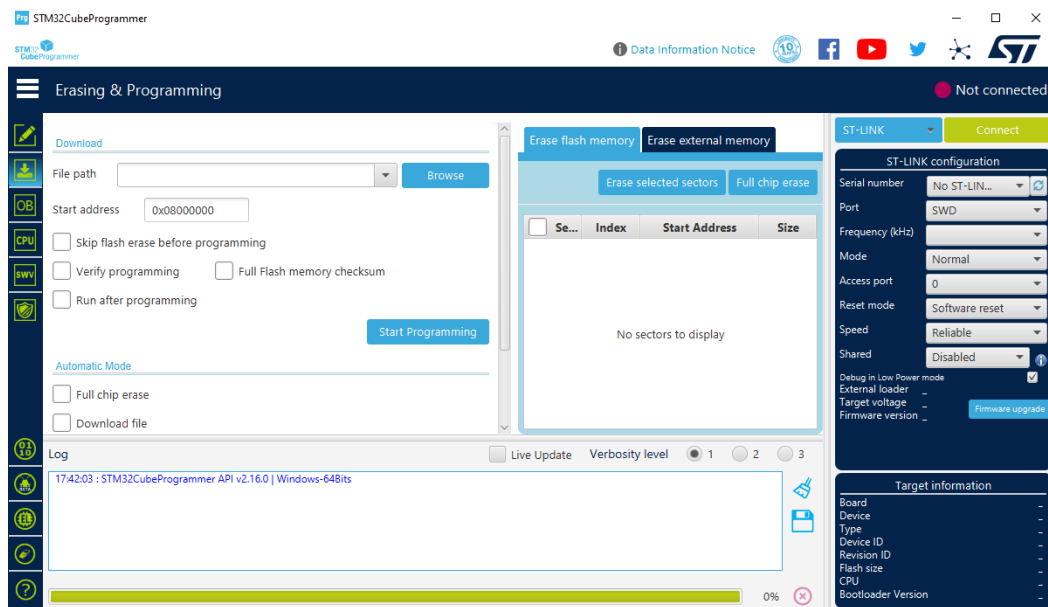 Prg STM32CubeProgrammer
STM32
CubeProgrammer
Data Information Notice
10
Erasing & Programming
Not connected
Download
File path
Browse
Start address
0x08000000
Skip flash erase before programming
Verify programming
Full Flash memory checksum
Run after programming
Start Programming
Automatic Mode
Full chip erase
Download file
OB
CPU
SWV
Erase flash memory
Erase external memory
Erase selected sectors
Full chip erase
Se... Index Start Address Size
No sectors to display
ST-LINK
Connect
ST-LINK configuration
Serial number No ST-LIN...
Port SWD
Frequency (kHz)
Mode Normal
Access port 0
Reset mode Software reset
Speed Reliable
Shared Disabled
Debug in Low Power mode
External loader _
Target voltage _
Firmware version _
Firmware upgrade
Log
Live Update Verbosity level 1 2 3
17:42:03 : STM32CubeProgrammer API v2.16.0 | Windows-64Bits
0%
Target information
Board _
Device _
Type _
Device ID _
Revision ID _
Flash size _
CPU _
Bootloader Version _